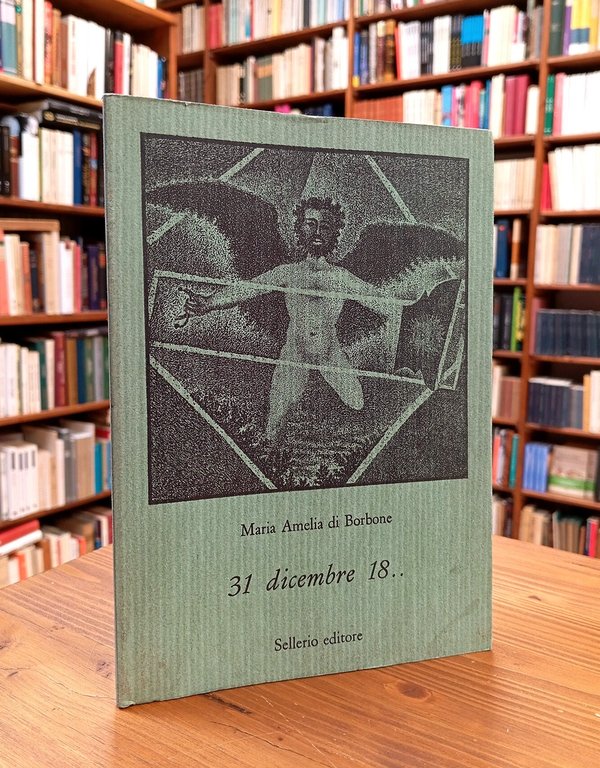 Maria Amelia di Borbone
31 dicembre 18..
Sellerio editore